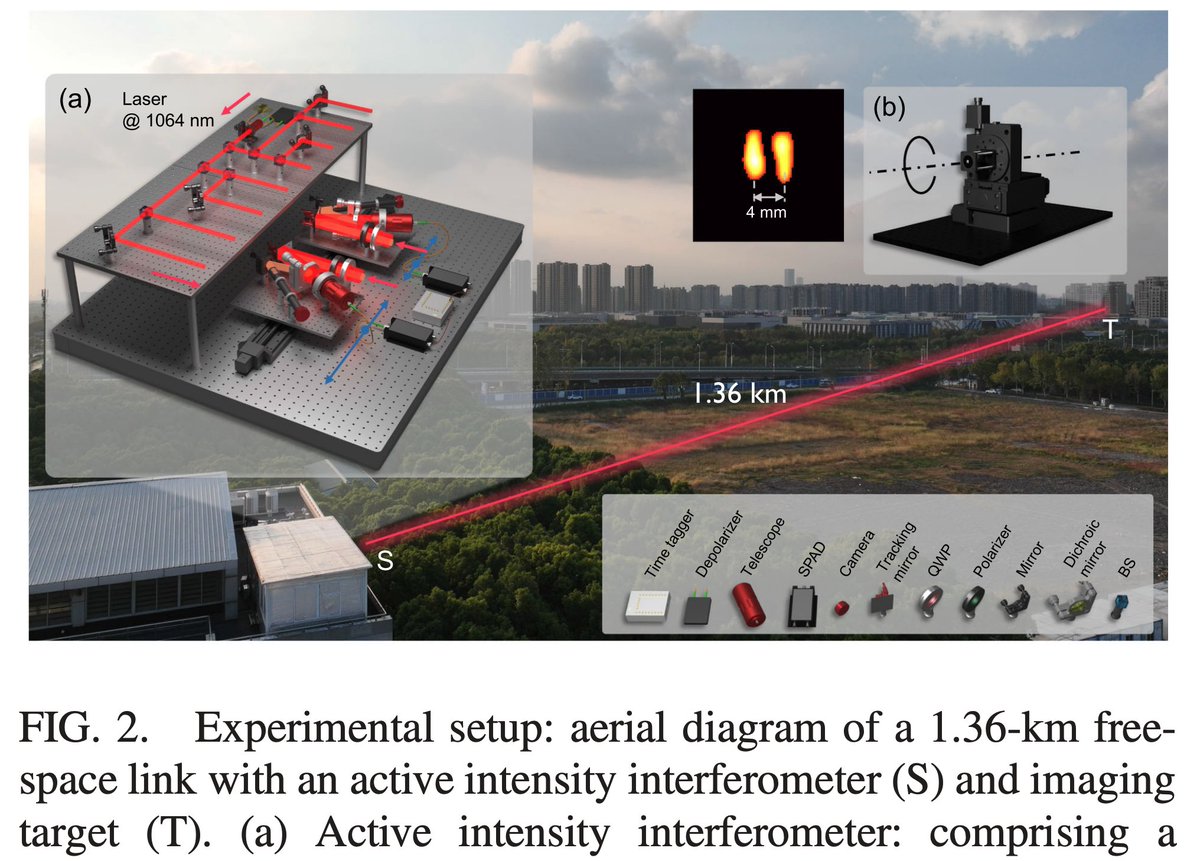 (a)
Laser
@ 1064 nm
4 mm
(b)
T
1.36 km
S
Time tagger
Depolarizer
Telescope
SPAD
Camera
Tracking
mirror
QWP
Polarizer
Mirror
Dichroic
mirror
BS
FIG. 2. Experimental setup: aerial diagram of a 1.36-km free-
space link with an active intensity interferometer (S) and imaging
target (T). (a) Active intensity interferometer: comprising a